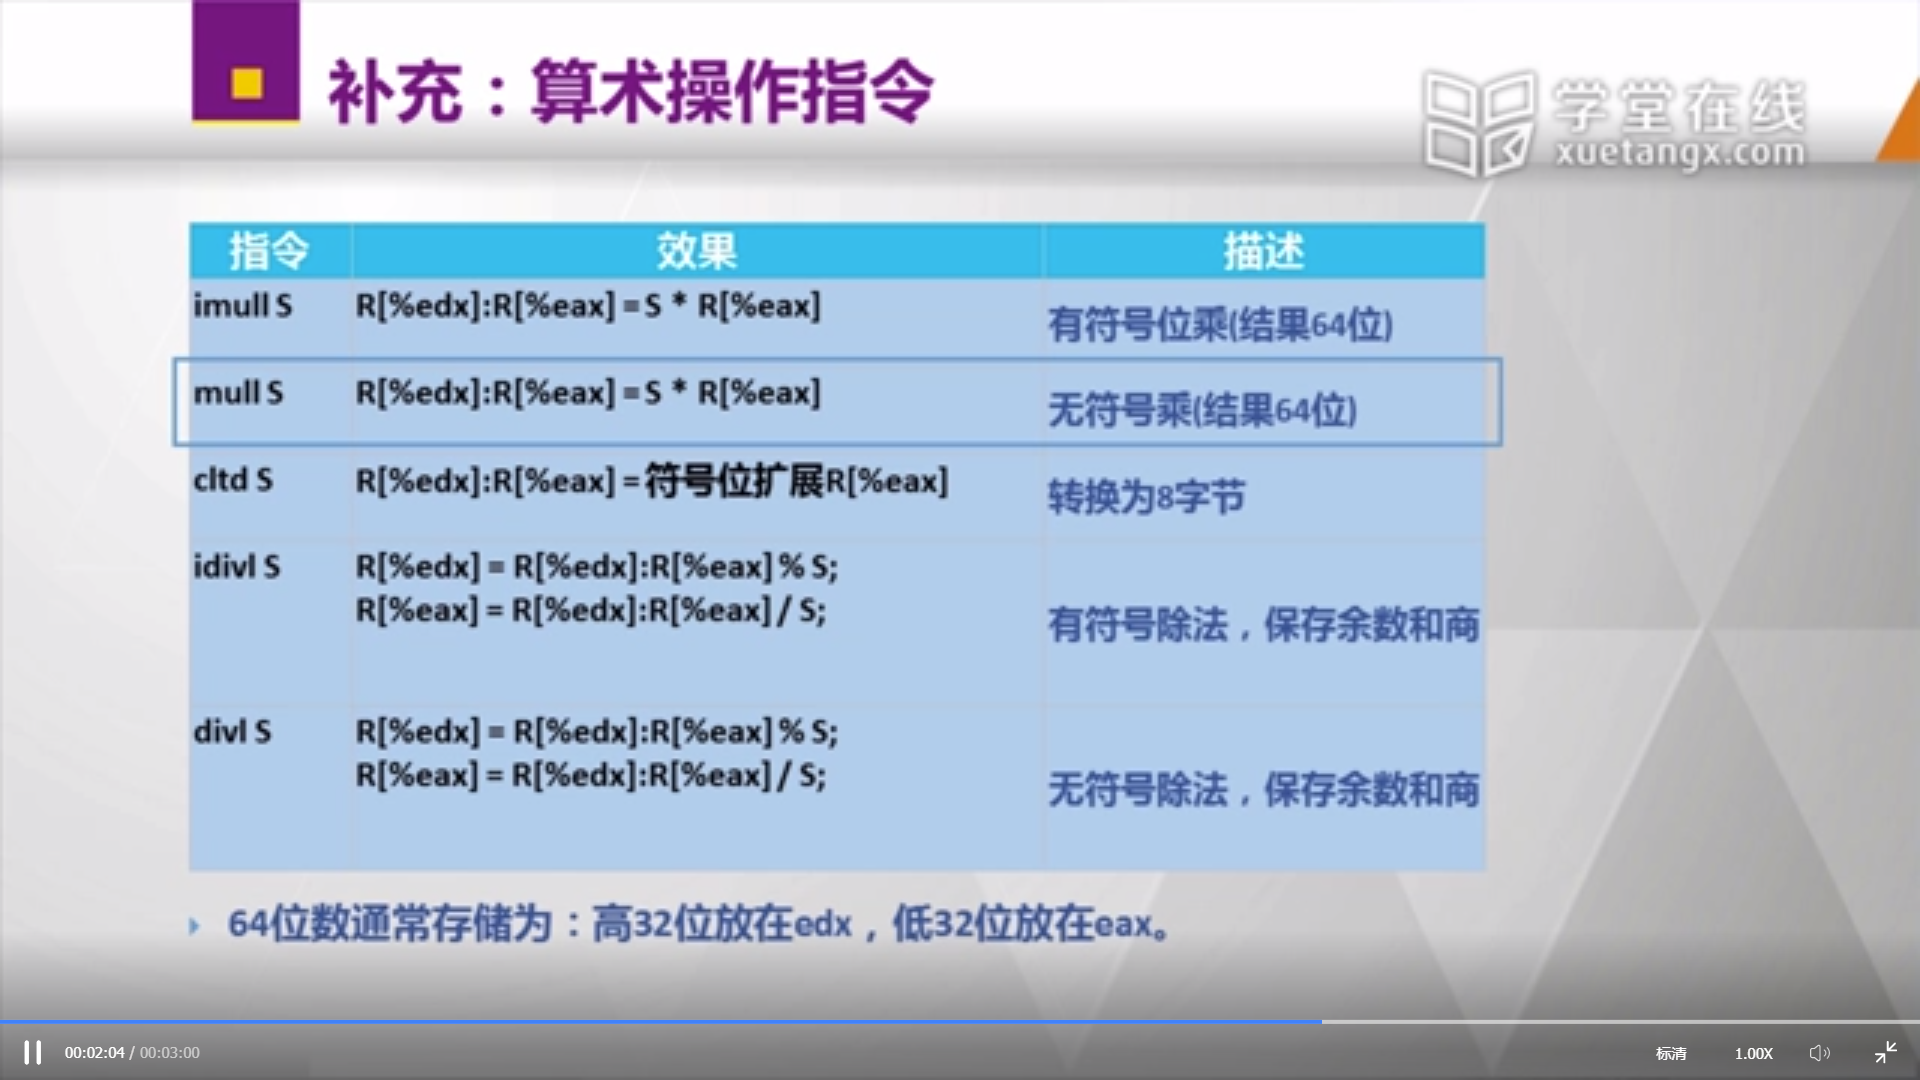 补充：算术操作指令
学堂在线
xuetangx.com
指令 效果 描述
imull S R[%edx]:R[%eax] = S * R[%eax] 有符号位乘(结果64位)
mull S R[%edx]:R[%eax] = S * R[%eax] 无符号乘(结果64位)
cltd S R[%edx]:R[%eax] = 符号位扩展R[%eax] 转换为8字节
idivl S R[%edx] = R[%edx]:R[%eax] % S;
R[%eax] = R[%edx]:R[%eax] / S;
有符号除法，保存余数和商
divl S R[%edx] = R[%edx]:R[%eax] % S;
R[%eax] = R[%edx]:R[%eax] / S;
无符号除法，保存余数和商
64位数通常存储为：高32位放在edx，低32位放在eax。
00:02:04 / 00:03:00 标清 1.00X